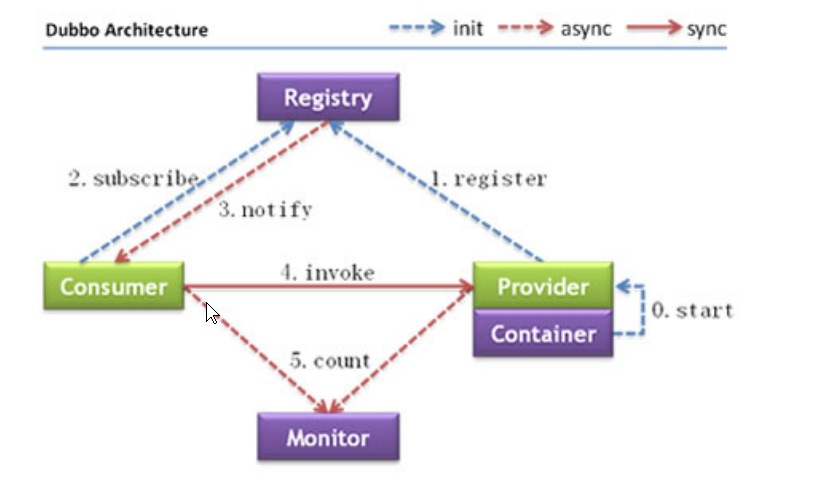 Dubbo Architecture
init async sync
Registry
2. subscribe
1. register
3. notify
Consumer
4. invoke
Provider
0. start
Container
5. count
Monitor